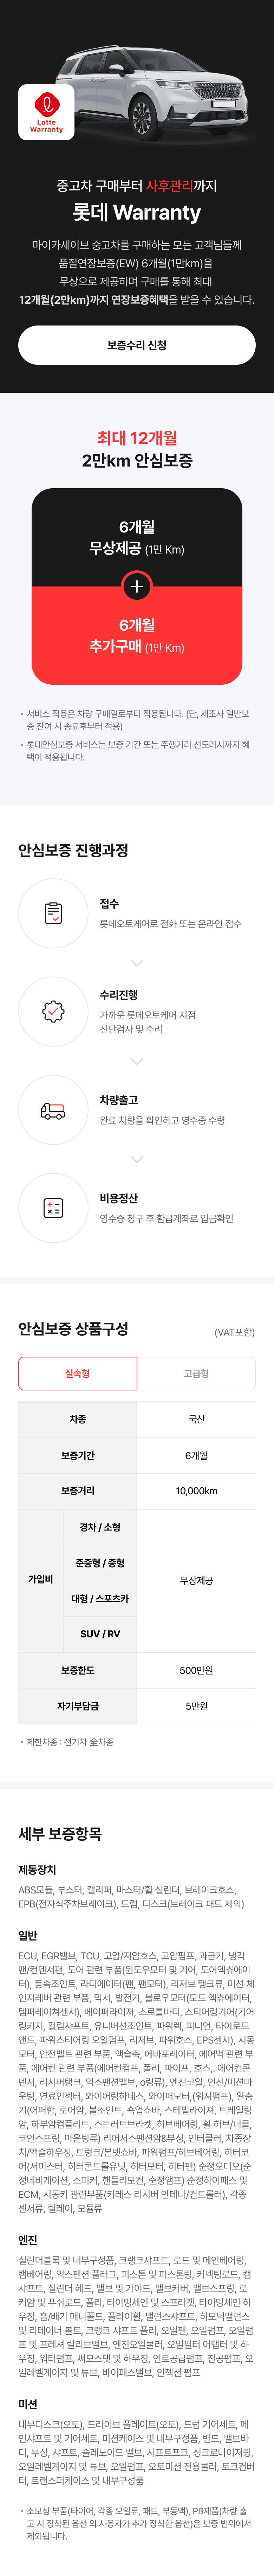 Lotte
Warranty
중고차 구매부터 사후관리까지
롯데 Warranty
마이카세이브 중고차를 구매하는 모든 고객님들께
품질연장보증(EW) 6개월(1만km)을
무상으로 제공하며 구매를 통해 최대
12개월(2만km)까지 연장보증혜택을 받을 수 있습니다.
보증수리 신청
최대 12개월
2만km 안심보증
6개월
무상제공 (1만 Km)
+
6개월
추가구매 (1만 Km)
• 서비스 적용은 차량 구매일로부터 적용됩니다. (단, 제조사 일반보
증 잔여 시 종료후부터 적용)
• 롯데안심보증 서비스는 보증 기간 또는 주행거리 선도래시까지 혜
택이 적용됩니다.
안심보증 진행과정
접수
롯데오토케어로 전화 또는 온라인 접수
수리진행
가까운 롯데오토케어 지점
진단검사 및 수리
차량출고
완료 차량을 확인하고 영수증 수령
비용정산
영수증 청구 후 환급계좌로 입금확인
안심보증 상품구성
(VAT포함)
실속형
고급형
차종
국산
보증기간
6개월
보증거리
10,000km
가입비
경차 / 소형
준중형 / 중형
대형 / 스포츠카
SUV / RV
무상제공
보증한도
500만원
자기부담금
5만원
• 제한차종 : 전기차 全차종
세부 보증항목
제동장치
ABS모듈, 부스터, 캘리퍼, 마스터/휠 실린더, 브레이크호스,
EPB(전자식주차브레이크), 드럼, 디스크(브레이크 패드 제외)
일반
ECU, EGR밸브, TCU, 고압/저압호스, 고압펌프, 과급기, 냉각
팬/컨덴서팬, 도어 관련 부품(윈도우모터 및 기어, 도어엑츄에이
터), 등속조인트, 라디에이터(팬, 팬모터), 리저브 탱크류, 미션 체
인지레버 관련 부품, 믹서, 발전기, 블로우모터(모드 엑츄에이터,
템퍼레이쳐센서), 베이퍼라이저, 스로틀바디, 스티어링기어(기어
링키지, 컬럼샤프트, 유니버션조인트, 파워렉, 피니언, 타이로드
앤드, 파워스티어링 오일펌프, 리저브, 파워호스, EPS센서), 시동
모터, 안전벨트 관련 부품, 액슬축, 에바포레이터, 에어백 관련 부
품, 에어컨 관련 부품(에어컨컴프, 폴리, 파이프, 호스,. 에어컨콘
덴서, 리시버탱크, 익스팬션밸브, o링류), 엔진코일, 인진/미션마
운팅, 연료인젝터, 와이어링하네스, 와이퍼모터,(워셔펌프), 완충
기(어퍼함, 로어암, 볼조인트, 쇽업쇼바, 스테빌라이져, 트레일링
암, 하부암컴플리트, 스트러트브라켓, 허브베어링, 휠 허브/너클,
코인스프링, 마운팅류) 리어서스팬션암&부싱, 인터쿨러, 차종장
치/액슬하우징, 트렁크/본넷쇼바, 파워펌프/허브베어링, 히터코
어(서미스터, 히터콘트롤유닛, 히터모터, 히터팬) 순정오디오(순
정네비게이션, 스피커, 핸들리모컨, 순정앰프) 순정하이패스 및
ECM, 시동키 관련부품(키레스 리시버 안테나/컨트롤러), 각종
센서류, 릴레이, 모듈류
엔진
실린더블록 및 내부구성품, 크랭크샤프트, 로드 및 메인베어링,
캠베어링, 익스팬션 플러그, 피스톤 및 피스톤링, 커넥팅로드, 캠
샤프트, 실린더 헤드, 밸브 및 가이드, 밸브커버, 밸브스프링, 로
커암 및 푸쉬로드, 폴리, 타이밍체인 및 스프라켓, 타이밍체인 하
우징, 흡/배기 매니폴드, 플라이휠, 밸런스샤프트, 하모닉밸런스
및 리테이너 볼트, 크랭크 샤프트 폴리, 오일팬, 오일펌프, 오일펌
프 및 프레셔 릴리브밸브, 엔진오일쿨러, 오일필터 어댑터 및 하
우징, 워터펌프, 써모스탯 및 하우징, 연료공급펌프, 진공펌프, 오
일레벨게이지 및 튜브, 바이패스밸브, 인젝션 펌프
미션
내부디스크(오토), 드라이브 플레이트(오토), 드럼 기어세트, 메
인샤프트 및 기어세트, 미션케이스 및 내부구성품, 밴드, 밸브바
디, 부싱, 샤프트, 솔레노이드 밸브, 시프트포크, 싱크로나이져링,
오일레벨게이지 및 튜브, 오일펌프, 오토미션 전용쿨러, 토크컨버
터, 트랜스퍼케이스 및 내부구성품
• 소모성 부품(타이어, 각종 오일류, 패드, 부동액), PB제품(차량 출
고 시 장착된 옵션 외 사용자가 추가 장착한 옵션)은 보증 범위에서
제외됩니다.